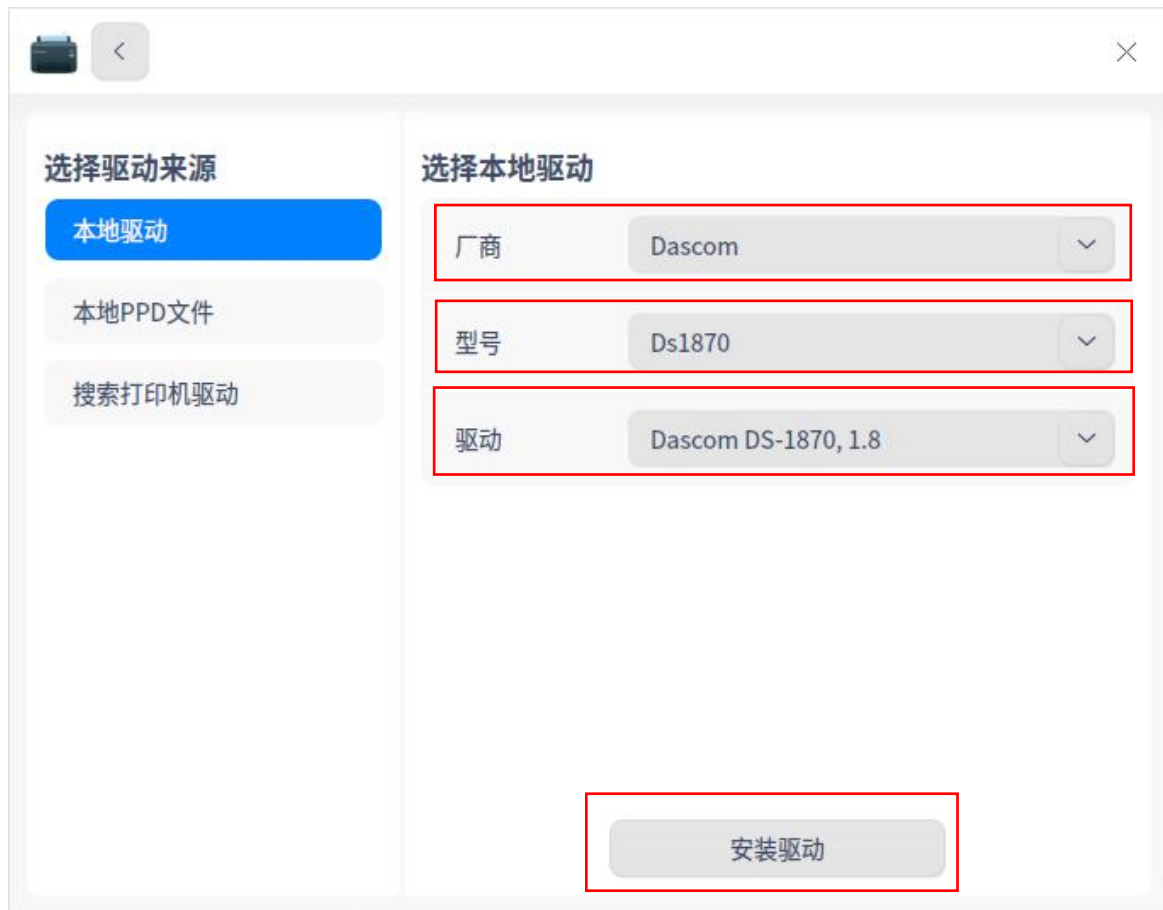 选择驱动来源
本地驱动
本地PPD文件
搜索打印机驱动
选择本地驱动
厂商 Dascom
型号 Ds1870
驱动 Dascom DS-1870, 1.8
安装驱动